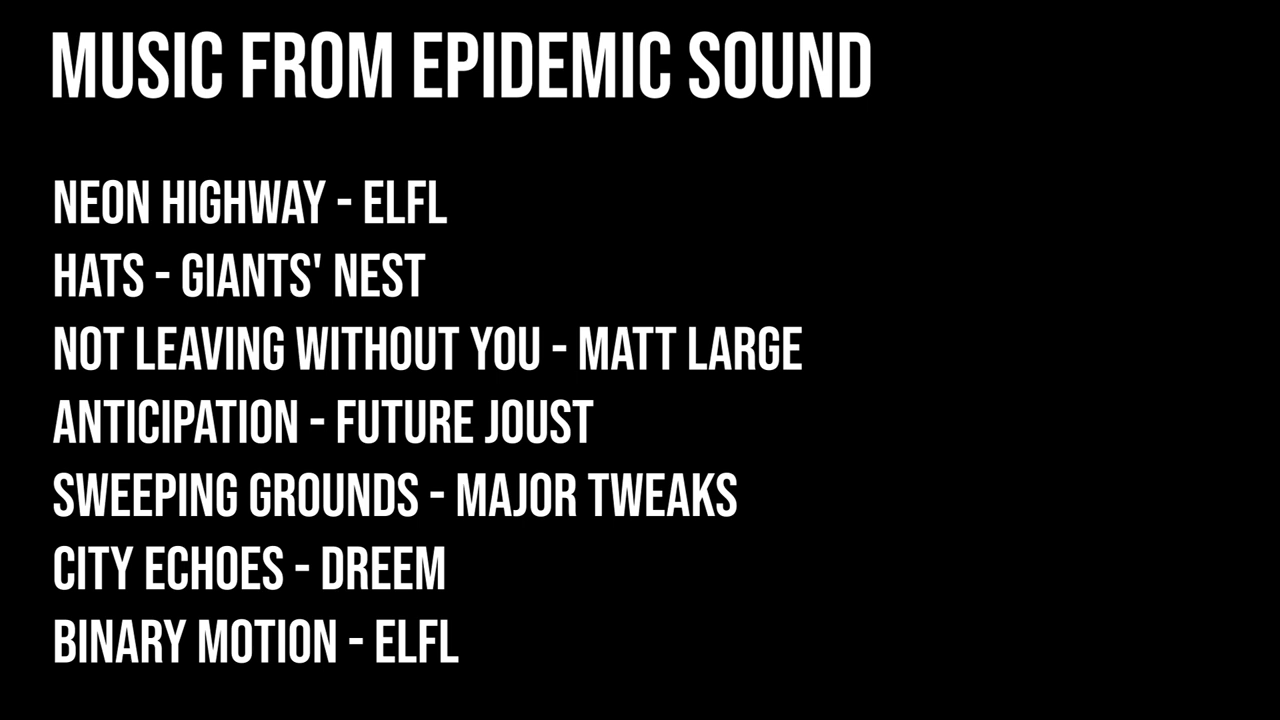 MUSIC FROM EPIDEMIC SOUND
NEON HIGHWAY - ELFL
HATS - GIANTS' NEST
NOT LEAVING WITHOUT YOU - MATT LARGE
ANTICIPATION - FUTURE JOUST
SWEEPING GROUNDS - MAJOR TWEAKS
CITY ECHOES - DREEM
BINARY MOTION - ELFL